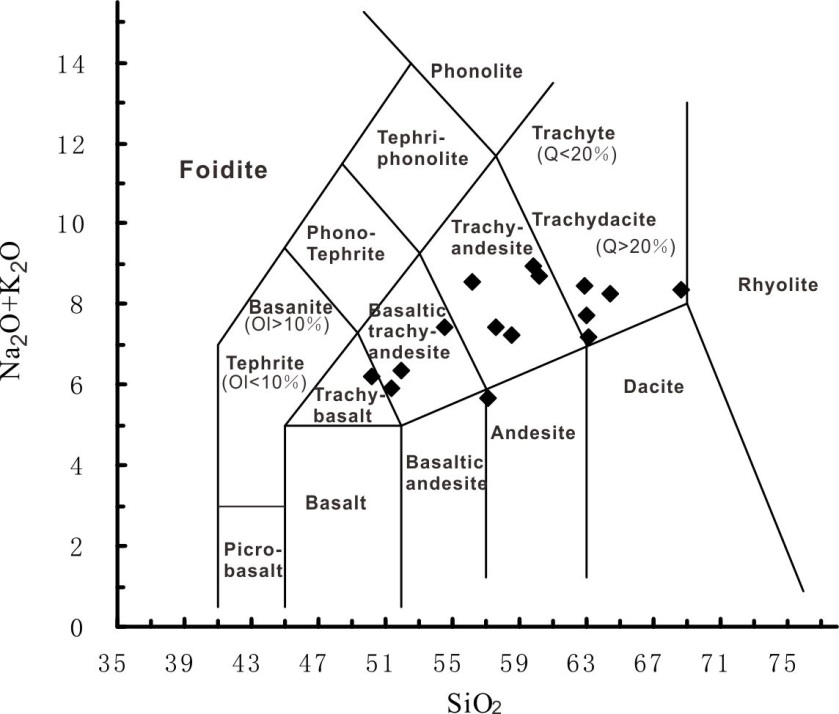 14
12
10
8
6
4
2
0
Na₂O+K₂O
Phonolite
Tephri-
phonolite
Trachyte
(Q<20%)
Foidite
Phono-
Tephrite
Trachy-
andesite
Trachydacite
(Q>20%)
Rhyolite
Basanite
(Ol>10%)
Basaltic
trachy-
andesite
Tephrite
(Ol<10%)
Trachy-
basalt
Dacite
Andesite
Basaltic
andesite
Basalt
Picro-
basalt
35 39 43 47 51 55 59 63 67 71 75
SiO₂